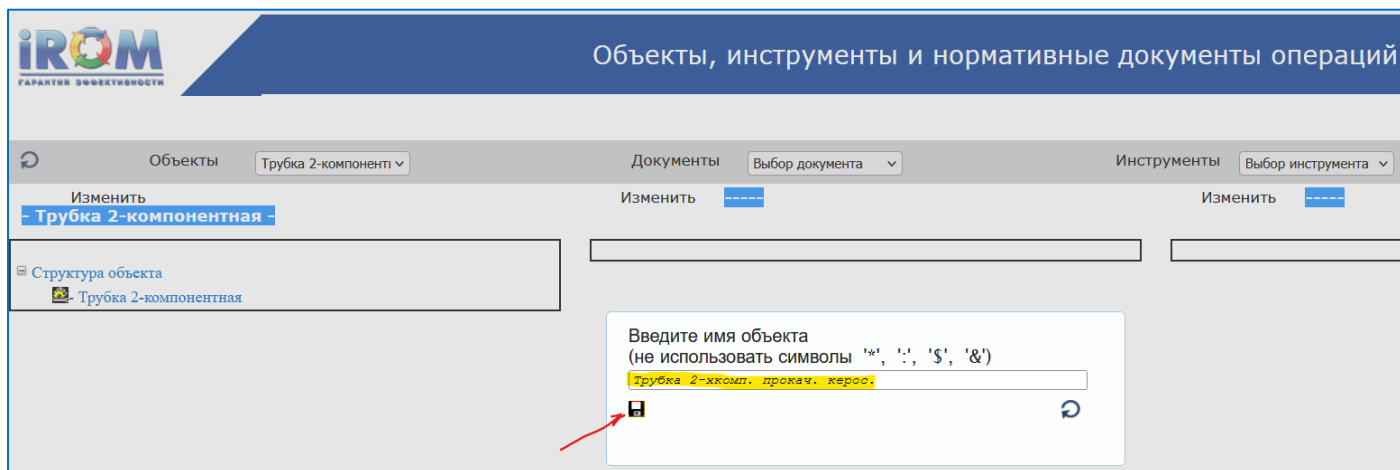 iROM
ГАРАНТИЯ ЭФФЕКТИВНОСТИ
Объекты, инструменты и нормативные документы операций
Объекты Трубка 2-компонентı Документы Выбор документа Инструменты Выбор инструмента
Изменить Изменить ----- Изменить -----
- Трубка 2-компонентная -
Структура объекта
- Трубка 2-компонентная
Введите имя объекта
(не использовать символы '*', ':', '$', '&')
Трубка 2-хкомп. прокач. керос.